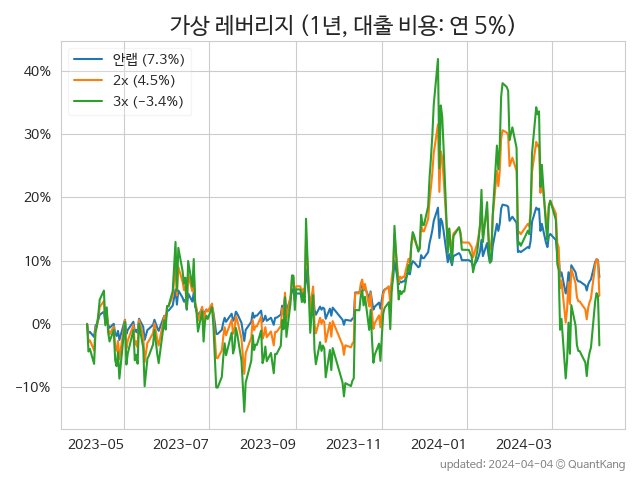 가상 레버리지 (1년, 대출 비용: 연 5%)
안랩 (7.3%)
2x (4.5%)
3x (−3.4%)
40%
30%
20%
10%
0%
−10%
2023-05 2023-07 2023-09 2023-11 2024-01 2024-03
updated: 2024-04-04 © QuantKang